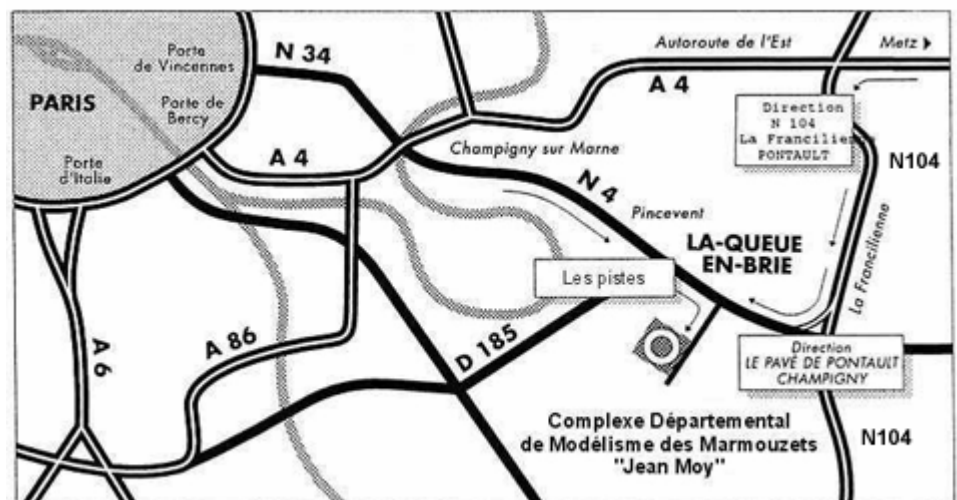 N 34
Autoroute de l'Est
Metz
Porte
de Vincennes
PARIS
Porte de
Bercy
A 4
Direction
N 104
La Francilie
PONTAULT
Porte
d'Italie
A 4
Champigny sur Marne
N104
N 4
Pincevent
LA-QUEUE
EN-BRIE
La Francilienne
Les pistes
A 6
A 86
D 185
Direction
LE PAVÉ DE PONTAULT
CHAMPIGNY
Complexe Départemental
de Modélisme des Marmouzets
"Jean Moy"
N104